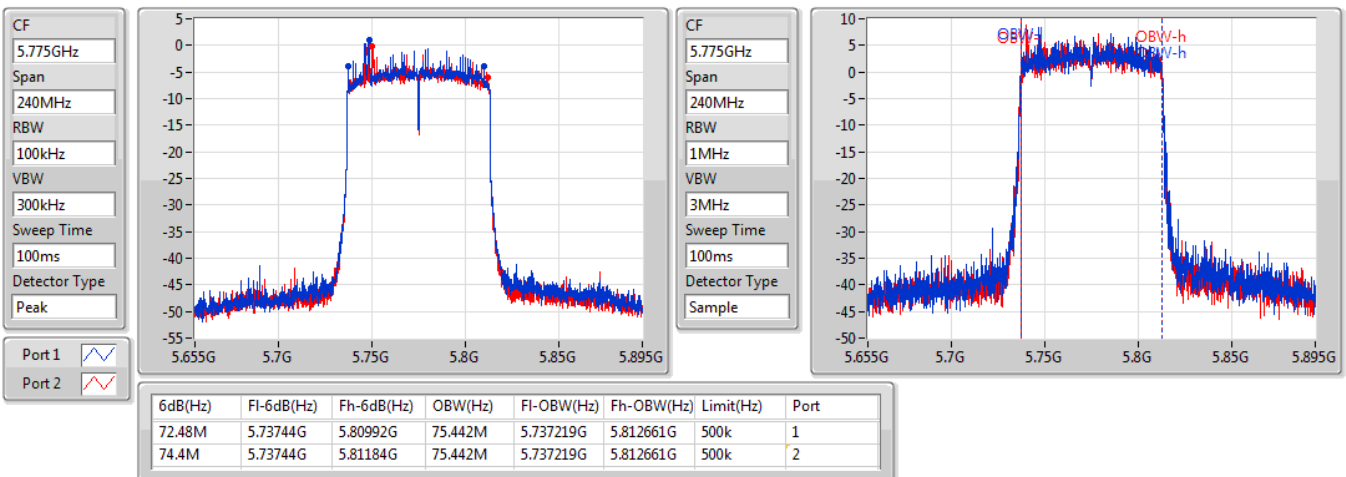 CF
5.775GHz
Span
240MHz
RBW
100kHz
VBW
300kHz
Sweep Time
100ms
Detector Type
Peak
Port 1
Port 2
5
0
-5
-10
-15
-20
-25
-30
-35
-40
-45
-50
-55
5.655G 5.7G 5.75G 5.8G 5.85G 5.895G
CF
5.775GHz
Span
240MHz
RBW
1MHz
VBW
3MHz
Sweep Time
100ms
Detector Type
Sample
10
5
0
-5
-10
-15
-20
-25
-30
-35
-40
-45
-50
OBW-h
OBW-h
5.655G 5.7G 5.75G 5.8G 5.85G 5.895G
6dB(Hz) Fl-6dB(Hz) Fh-6dB(Hz) OBW(Hz) Fl-OBW(Hz) Fh-OBW(Hz) Limit(Hz) Port
72.48M 5.73744G 5.80992G 75.442M 5.737219G 5.812661G 500k 1
74.4M 5.73744G 5.81184G 75.442M 5.737219G 5.812661G 500k 2